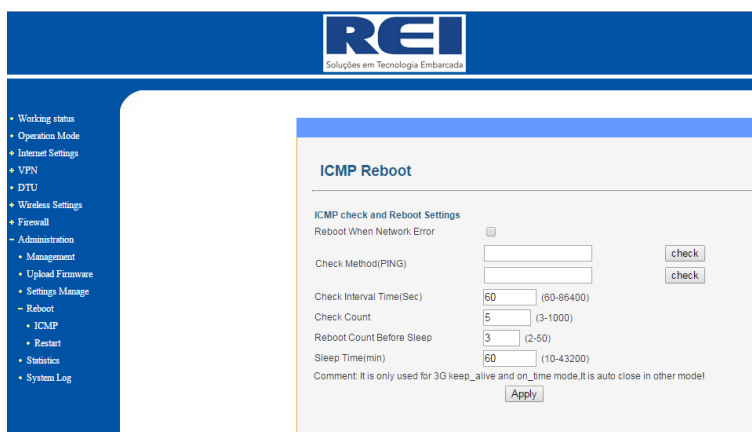 REI
Soluções em Tecnologia Embarcada
Working status
Operation Mode
Internet Settings
VPN
DTU
Wireless Settings
Firewall
Administration
Management
Upload Firmware
Settings Manage
Reboot
ICMP
Restart
Statistics
System Log
ICMP Reboot
ICMP check and Reboot Settings
Reboot When Network Error
Check Method(PING) check
check
Check Interval Time(Sec) 60 (60-86400)
Check Count 5 (3-1000)
Reboot Count Before Sleep 3 (2-50)
Sleep Time(min) 60 (10-43200)
Comment: It is only used for 3G keep_alive and on_time mode,It is auto close in other mode!
Apply